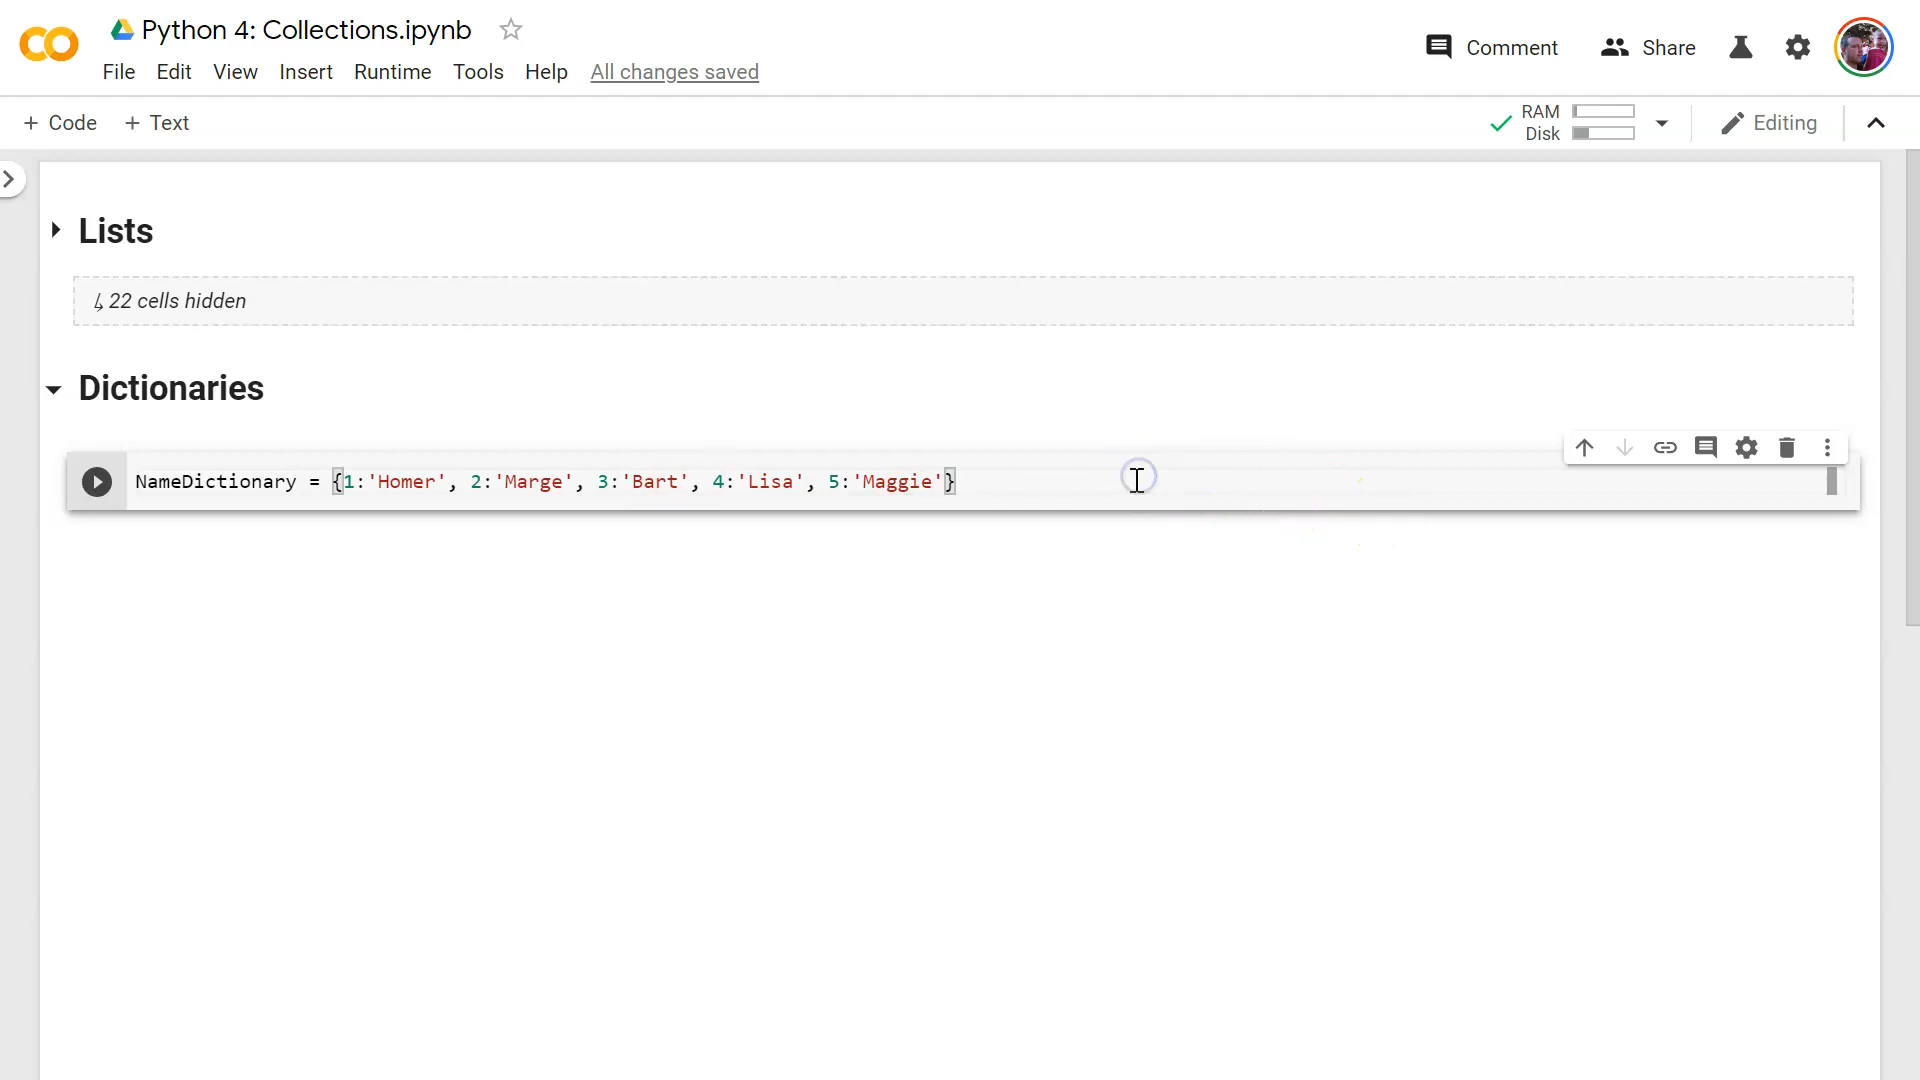 Python 4: Collections.ipynb
File Edit View Insert Runtime Tools Help All changes saved
Comment Share
+ Code + Text
RAM
Disk
Editing
Lists
22 cells hidden
Dictionaries
NameDictionary = {1:'Homer', 2:'Marge', 3:'Bart', 4:'Lisa', 5:'Maggie'}